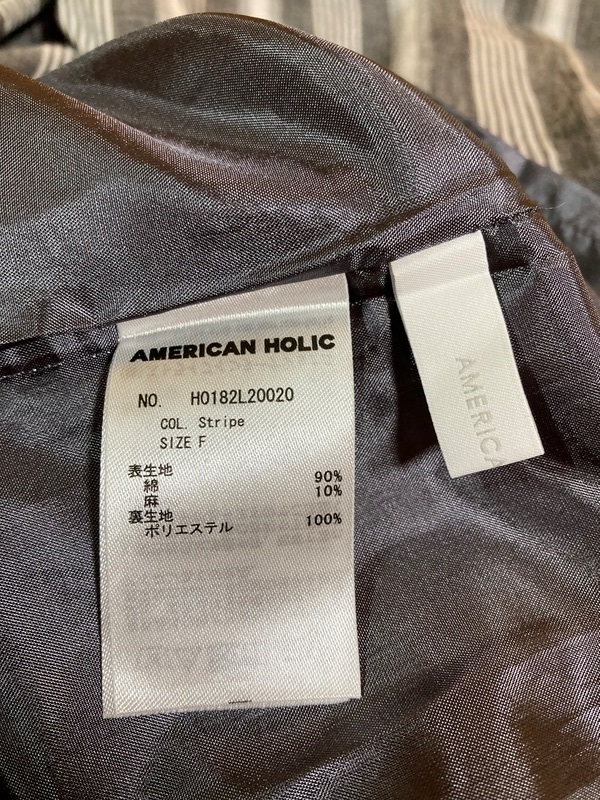 AMERICAN HOLIC
NO. H0182L20020
COL. Stripe
SIZE F
表生地
綿 90%
麻 10%
裏生地
ポリエステル 100%